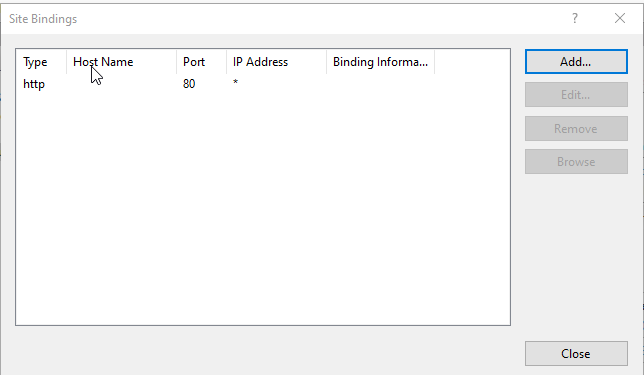 Site Bindings
?
Type Host Name Port IP Address Binding Informa...
http 80 *
Add...
Edit...
Remove
Browse
Close